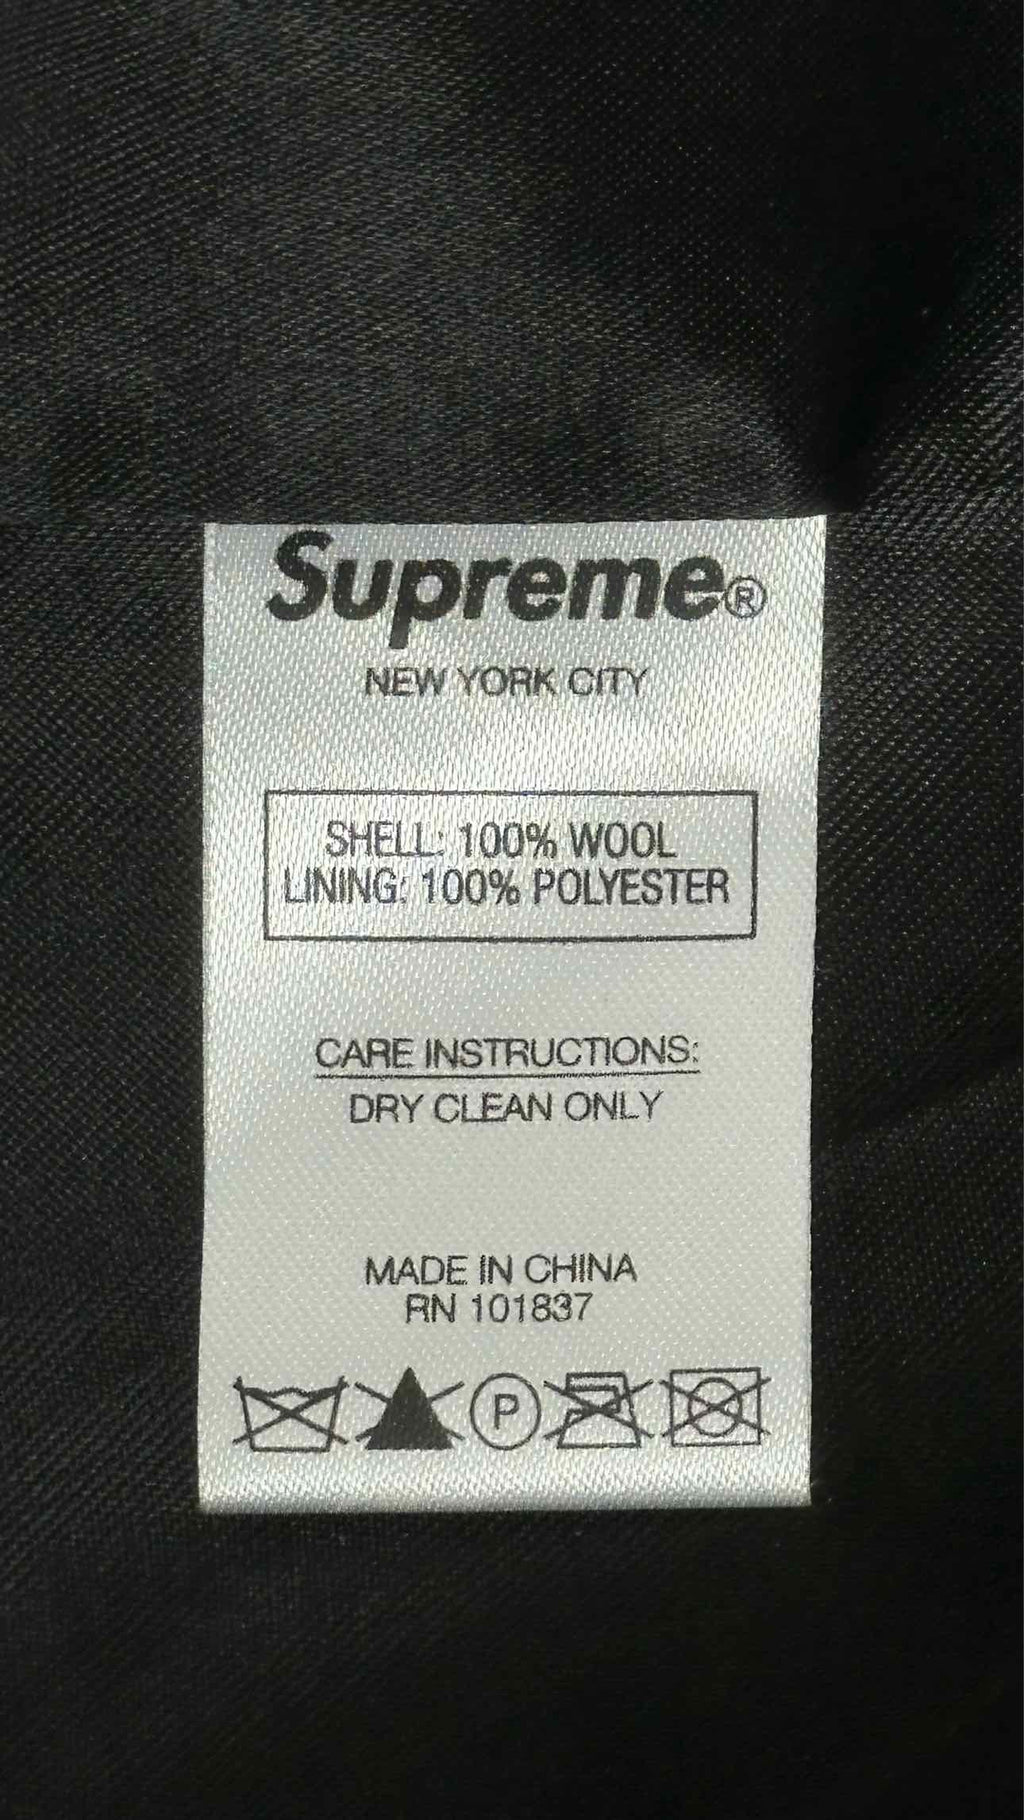 Supreme®
NEW YORK CITY
SHELL: 100% WOOL
LINING: 100% POLYESTER
CARE INSTRUCTIONS:
DRY CLEAN ONLY
MADE IN CHINA
RN 101837
P